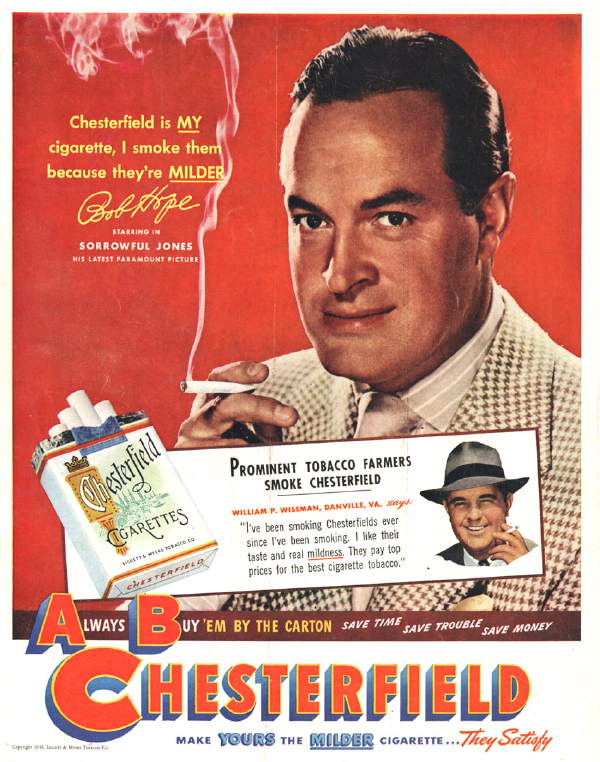 Chesterfield is MY
cigarette, I smoke them
because they're MILDER
Bob Hope
STARRING IN
SORROWFUL JONES
HIS LATEST PARAMOUNT PICTURE
Chesterfield
CIGARETTES
LIGGETT & MYERS TOBACCO CO.
CHESTERFIELD
PROMINENT TOBACCO FARMERS
SMOKE CHESTERFIELD
WILLIAM P. WISEMAN, DANVILLE, VA. says:
"I've been smoking Chesterfields ever
since I've been smoking. I like their
taste and real mildness. They pay top
prices for the best cigarette tobacco."
ALWAYS BUY 'EM BY THE CARTON SAVE TIME SAVE TROUBLE SAVE MONEY
CHESTERFIELD
MAKE YOURS THE MILDER CIGARETTE...They Satisfy
LIGGETT & MYERS TOBACCO CO.